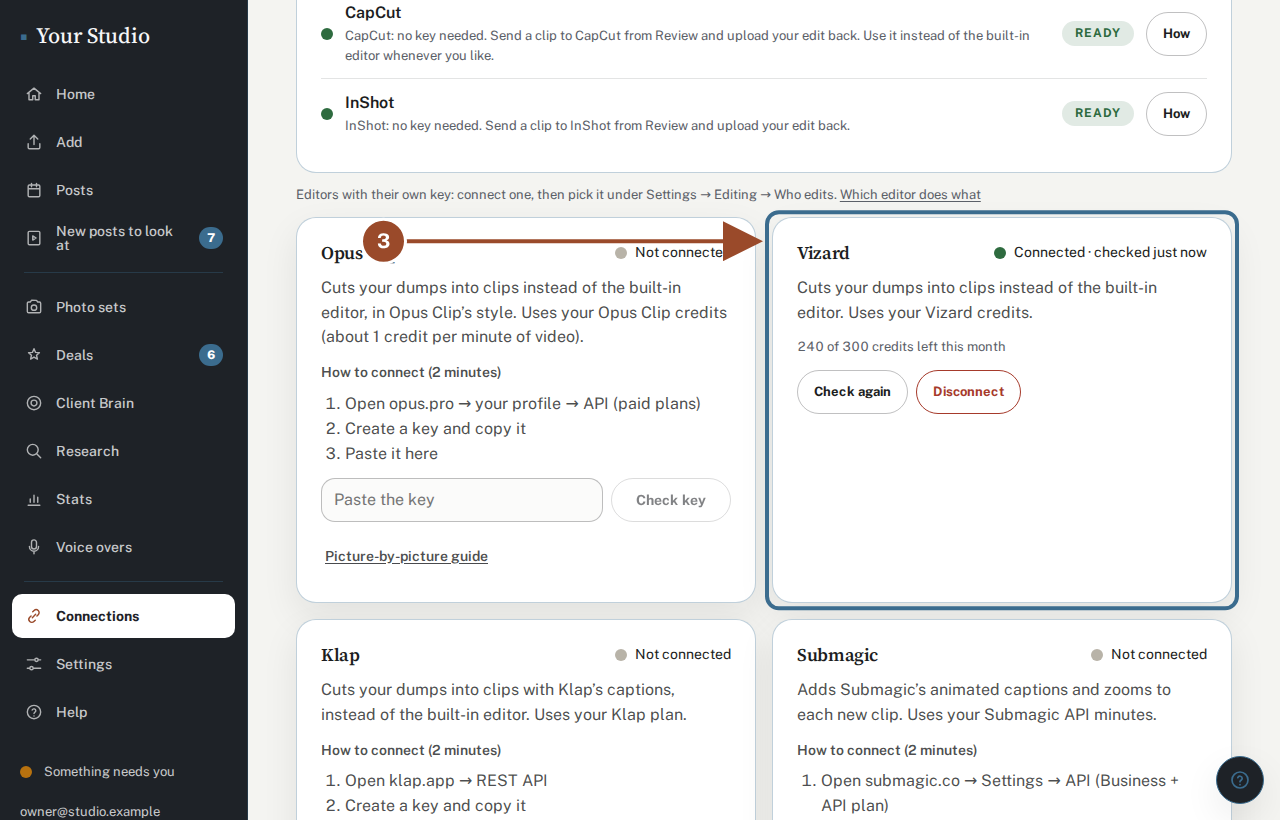 Your Studio
Home
Add
Posts
New posts to look
at
7
Photo sets
Deals
6
Client Brain
Research
Stats
Voice overs
Connections
Settings
Help
Something needs you
owner@studio.example
CapCut
CapCut: no key needed. Send a clip to CapCut from Review and upload your edit back. Use it instead of the built-in
editor whenever you like.
READY
How
InShot
InShot: no key needed. Send a clip to InShot from Review and upload your edit back.
READY
How
Editors with their own key: connect one, then pick it under Settings → Editing → Who edits. Which editor does what
Opus
3
Not connecte
Cuts your dumps into clips instead of the built-in
editor, in Opus Clip’s style. Uses your Opus Clip credits
(about 1 credit per minute of video).
How to connect (2 minutes)
1. Open opus.pro → your profile → API (paid plans)
2. Create a key and copy it
3. Paste it here
Paste the key
Check key
Picture-by-picture guide
Vizard
Connected · checked just now
Cuts your dumps into clips instead of the built-in
editor. Uses your Vizard credits.
240 of 300 credits left this month
Check again
Disconnect
Klap
Not connected
Cuts your dumps into clips with Klap’s captions,
instead of the built-in editor. Uses your Klap plan.
How to connect (2 minutes)
1. Open klap.app → REST API
2. Create a key and copy it
Submagic
Not connected
Adds Submagic’s animated captions and zooms to
each new clip. Uses your Submagic API minutes.
How to connect (2 minutes)
1. Open submagic.co → Settings → API (Business +
API plan)